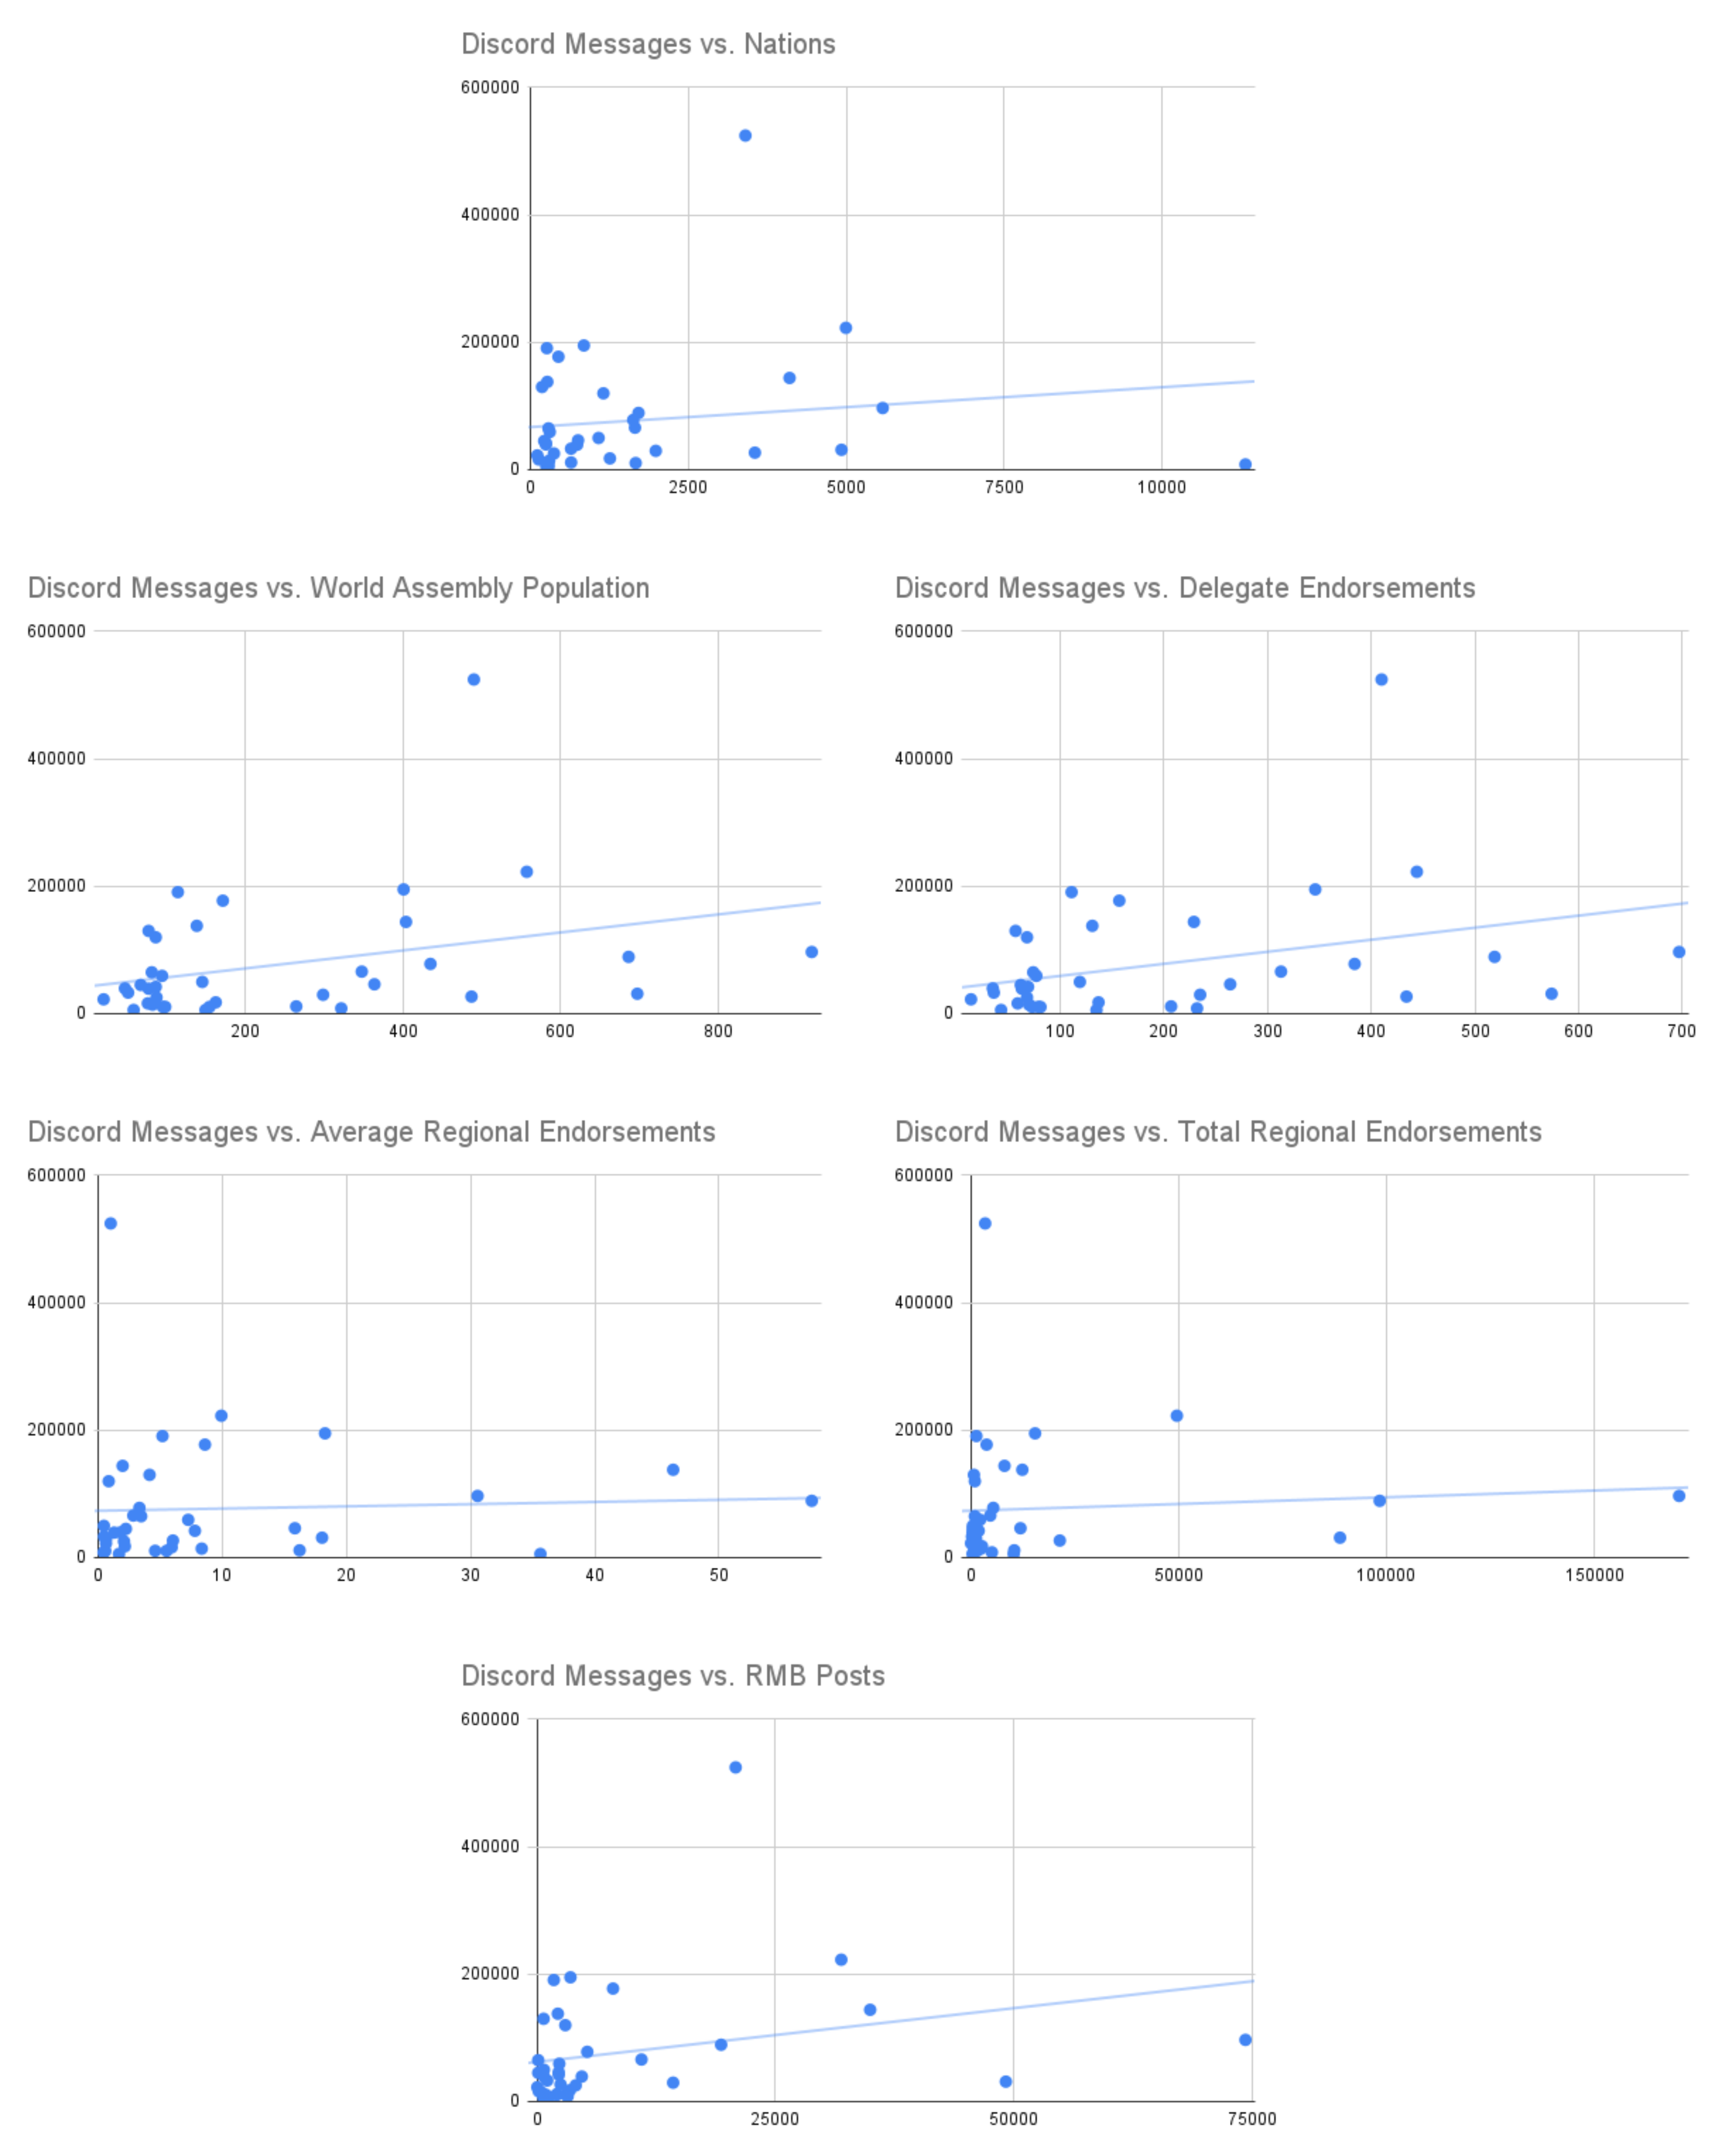 Discord Messages vs. Nations
600000
400000
200000
0
0 2500 5000 7500 10000
Discord Messages vs. World Assembly Population
600000
400000
200000
0
200 400 600 800
Discord Messages vs. Delegate Endorsements
600000
400000
200000
0
100 200 300 400 500 600 700
Discord Messages vs. Average Regional Endorsements
600000
400000
200000
0
0 10 20 30 40 50
Discord Messages vs. Total Regional Endorsements
600000
400000
200000
0
0 50000 100000 150000
Discord Messages vs. RMB Posts
600000
400000
200000
0
0 25000 50000 75000